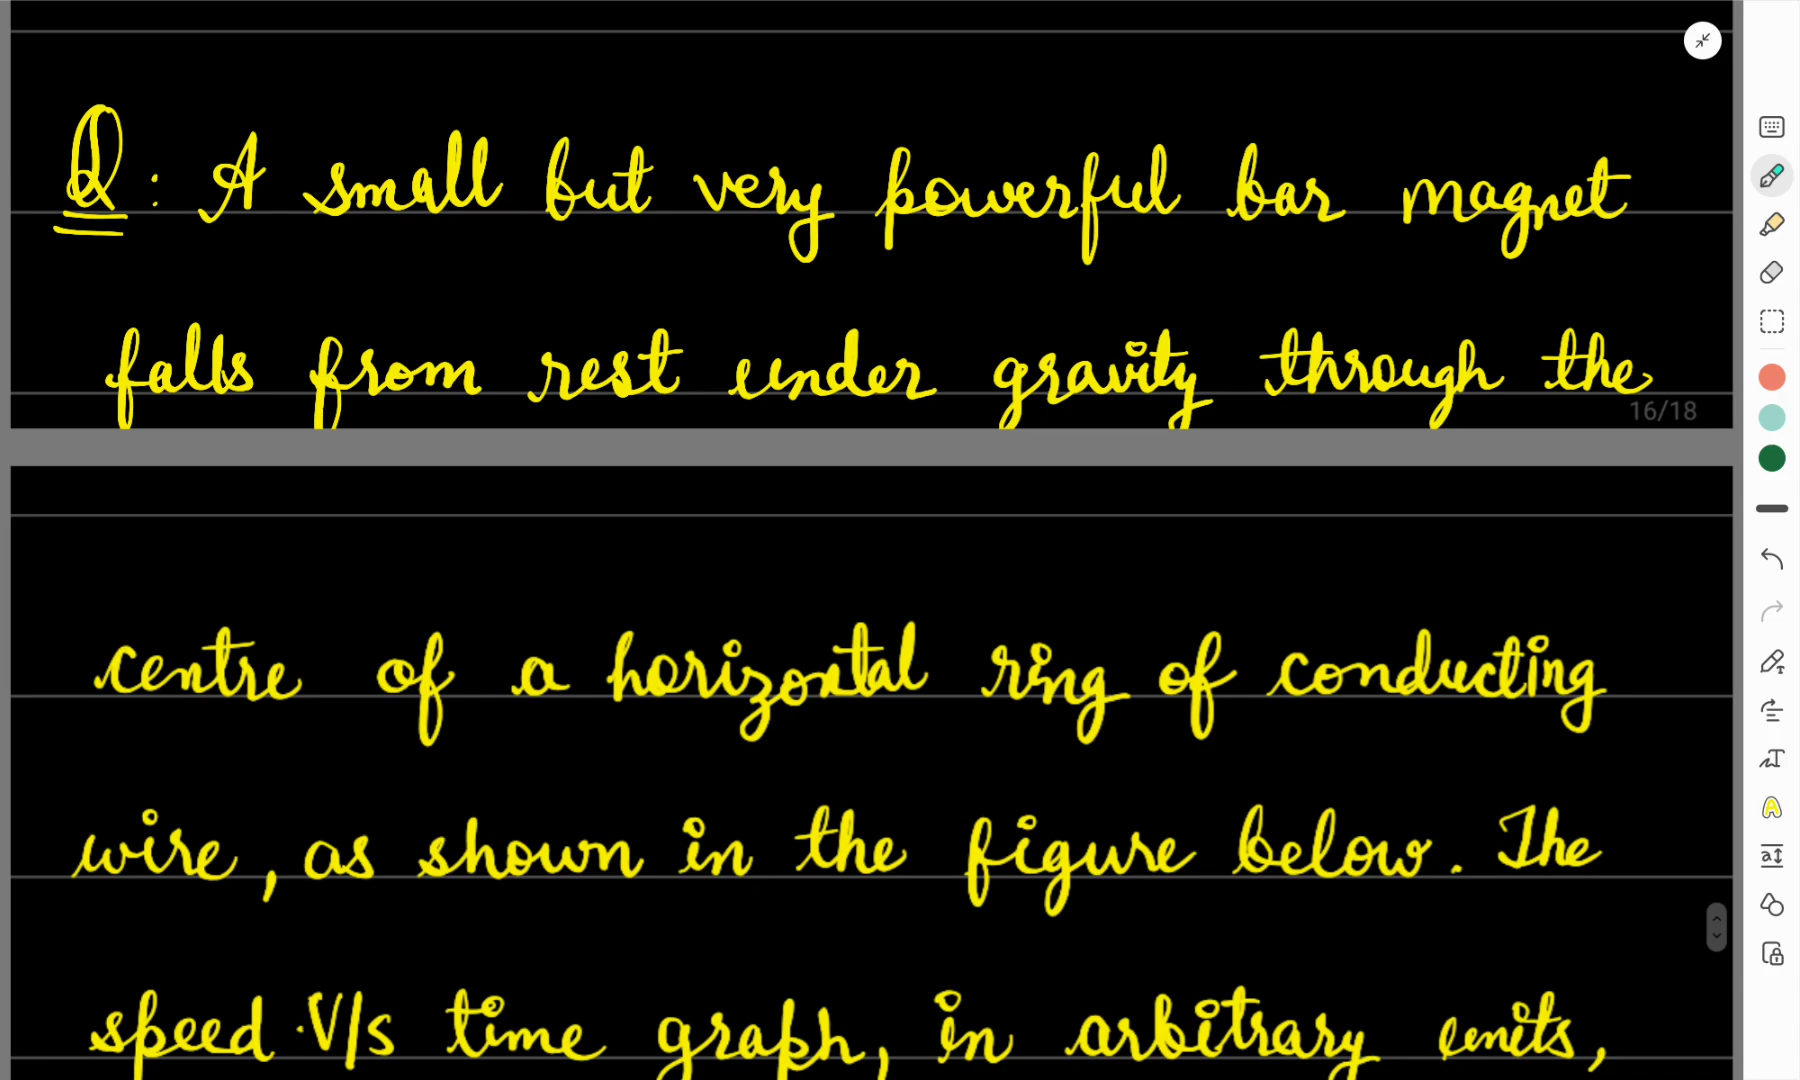 Q: A small but very powerful bar magnet
falls from rest under gravity through the
16/18
centre of a horizontal ring of conducting
wire, as shown in the figure below. The
speed V/s time graph, in arbitrary units,